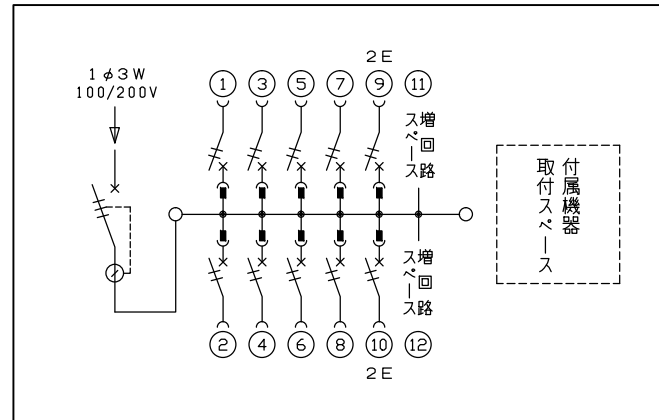 2E
1φ3W
100/200V
1 3 5 7 9 11
増回路
スペース
付属機器
取付スペース
増回路
スペース
2 4 6 8 10 12
2E